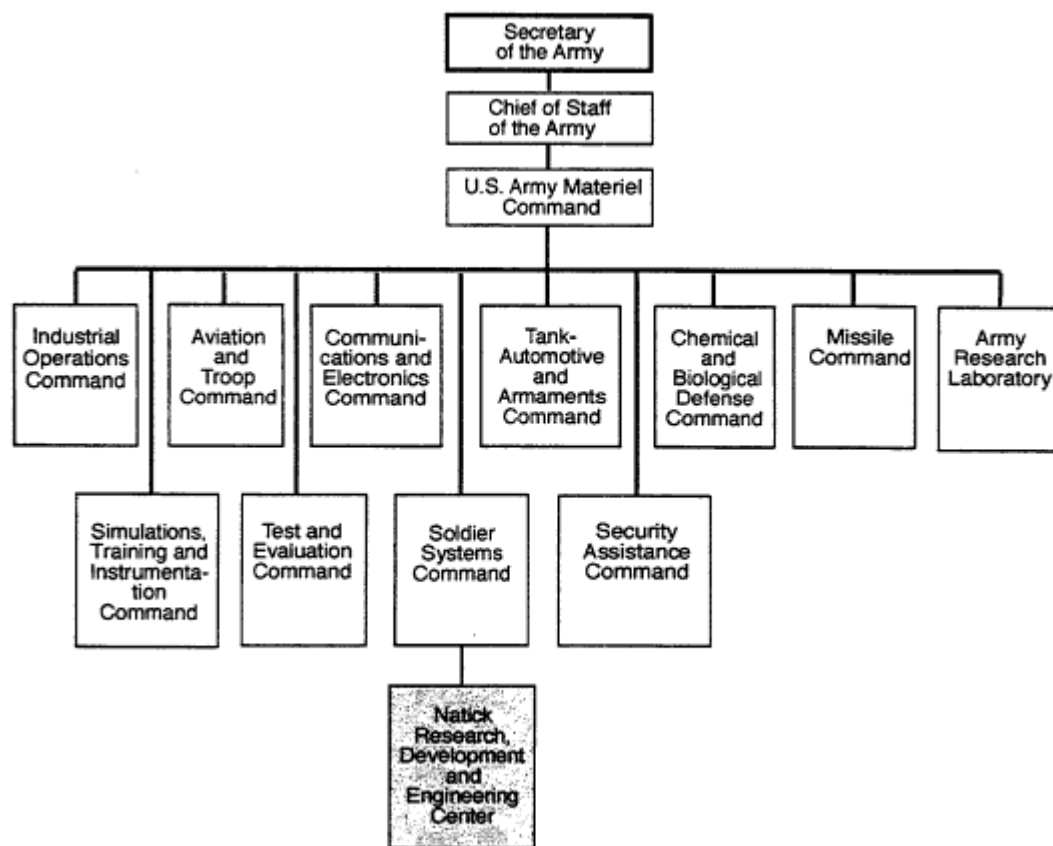 Secretary
of the Army
Chief of Staff
of the Army
U.S. Army Materiel
Command
Industrial
Operations
Command
Aviation
and
Troop
Command
Communi-
cations and
Electronics
Command
Tank-
Automotive
and
Armaments
Command
Chemical
and
Biological
Defense
Command
Missile
Command
Army
Research
Laboratory
Simulations,
Training and
Instrumenta-
tion
Command
Test and
Evaluation
Command
Soldier
Systems
Command
Security
Assistance
Command
Natick
Research,
Development
and
Engineering
Center